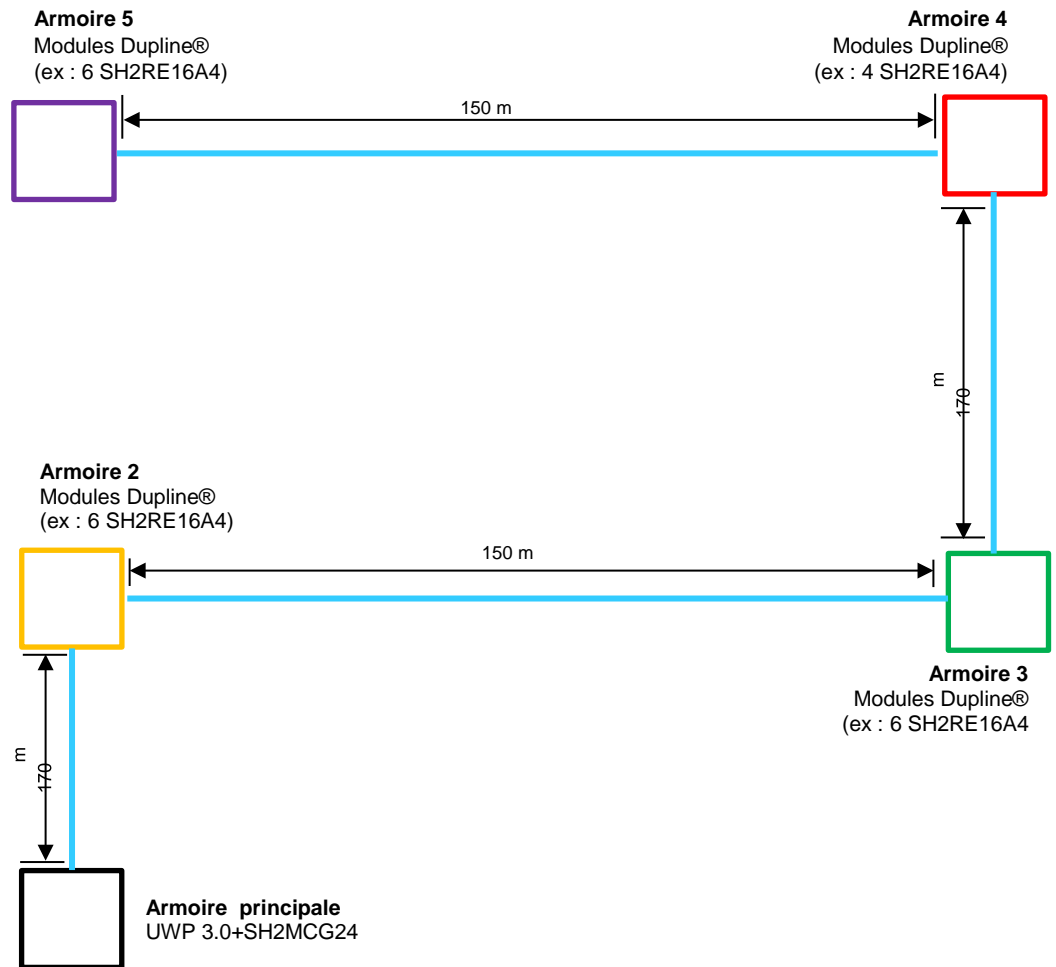 Armoire 5
Modules Dupline®
(ex : 6 SH2RE16A4)
Armoire 4
Modules Dupline®
(ex : 4 SH2RE16A4)
150 m
170
m
Armoire 2
Modules Dupline®
(ex : 6 SH2RE16A4)
150 m
Armoire 3
Modules Dupline®
(ex : 6 SH2RE16A4
170
m
Armoire principale
UWP 3.0+SH2MCG24